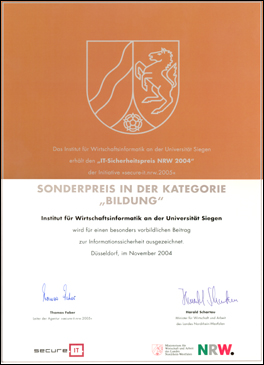 Das Institut für Wirtschaftsinformatik an der Universität Siegen
erhält den „IT-Sicherheitspreis NRW 2004“
der Initiative »secure-it.nrw.2005«
SONDERPREIS IN DER KATEGORIE
„BILDUNG“
Institut für Wirtschaftsinformatik an der Universität Siegen
wird für einen besonders vorbildlichen Beitrag
zur Informationssicherheit ausgezeichnet.
Düsseldorf, im November 2004
Thomas Faber
Leiter der Agentur »secure-it.nrw.2005«
Harald Schartau
Minister für Wirtschaft und Arbeit
des Landes Nordrhein-Westfalen
secure IT
Ministerium für
Wirtschaft und Arbeit
des Landes
Nordrhein-Westfalen
NRW.